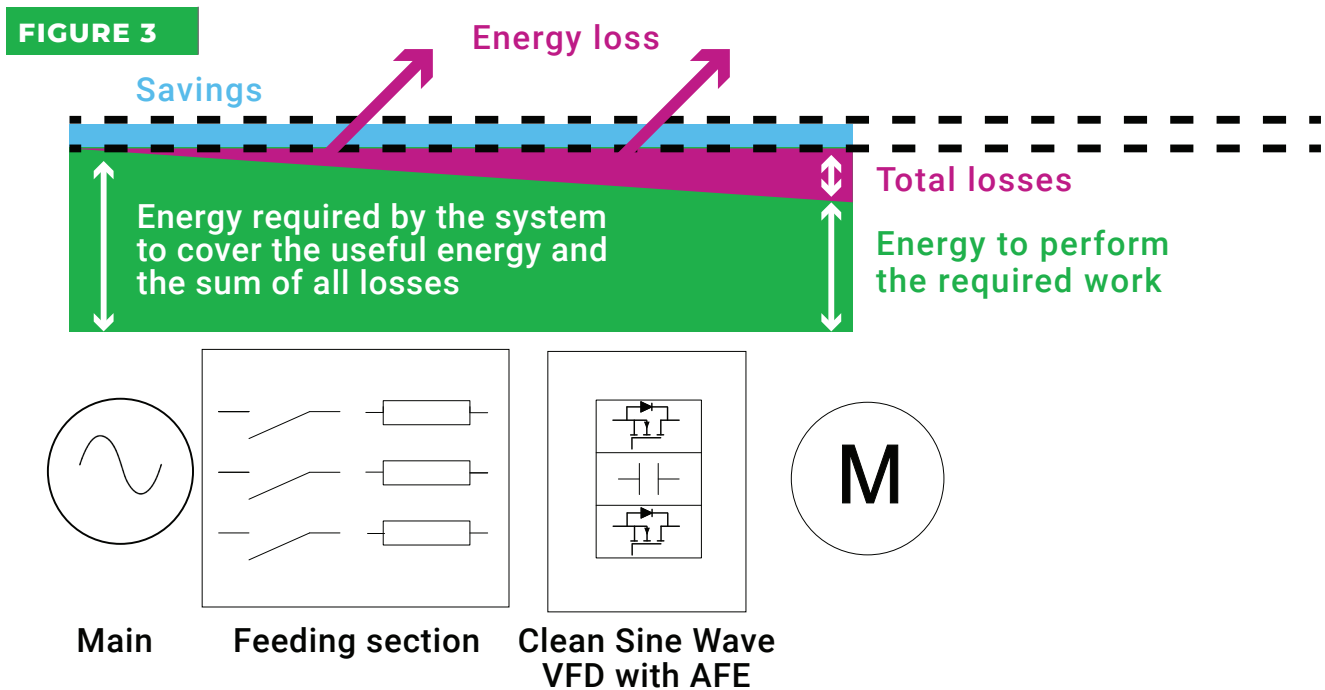 FIGURE 3
Energy loss
Savings
Total losses
Energy required by the system
to cover the useful energy and
the sum of all losses
Energy to perform
the required work
M
Main
Feeding section
Clean Sine Wave
VFD with AFE